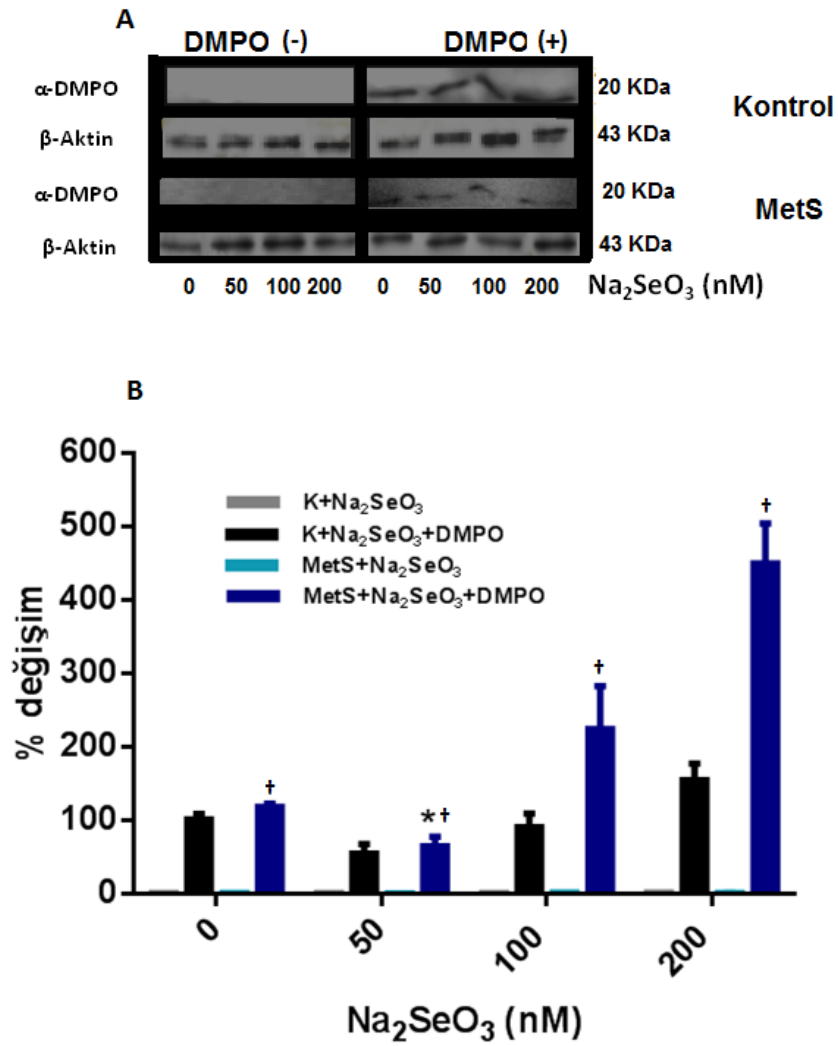 A
DMPO (-) DMPO (+)
α-DMPO 20 KDa
Kontrol
β-Aktin 43 KDa
α-DMPO 20 KDa
MetS
β-Aktin 43 KDa
0 50 100 200 0 50 100 200 Na₂SeO₃ (nM)
B
600
500
400
300
200
100
0
% değişim
K+Na₂SeO₃
K+Na₂SeO₃+DMPO
MetS+Na₂SeO₃
MetS+Na₂SeO₃+DMPO
†
*†
†
†
0 50 100 200
Na₂SeO₃ (nM)